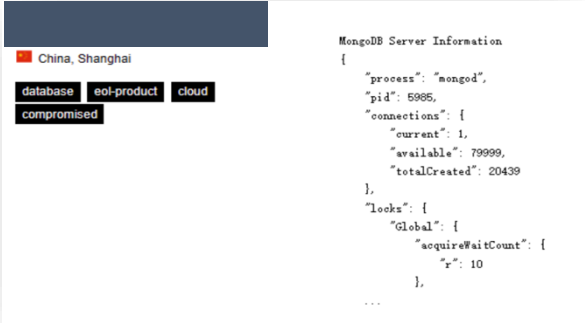 China, Shanghai
database eol-product cloud
compromised
MongoDB Server Information
{
"process": "mongod",
"pid": 5985,
"connections": {
"current": 1,
"available": 79999,
"totalCreated": 20439
},
"locks": {
"Global": {
"acquireWaitCount": {
"r": 10
},
...